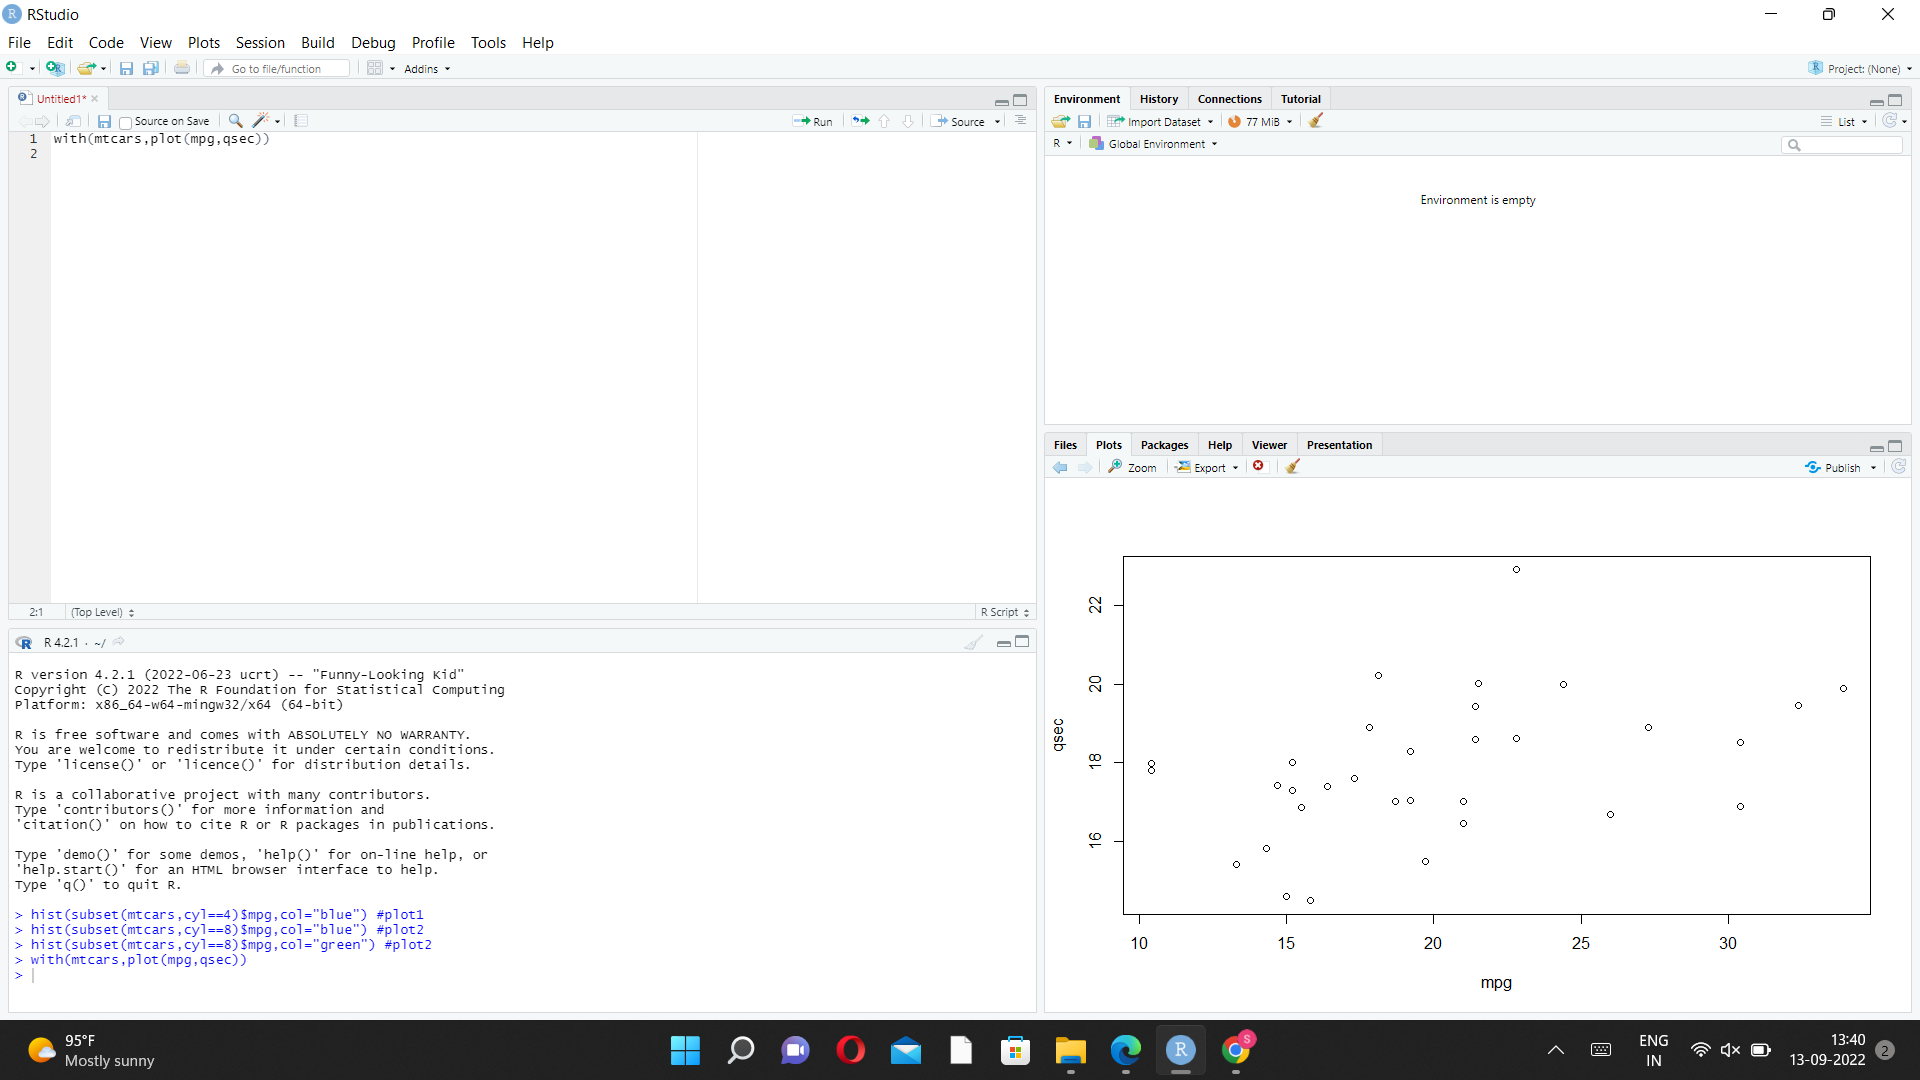 RStudio
File Edit Code View Plots Session Build Debug Profile Tools Help
Go to file/function Addins Project: (None)
Untitled1*
Source on Save Run Source
1 with(mtcars,plot(mpg,qsec))
2
2:1 (Top Level) R Script
R 4.2.1 · ~/
R version 4.2.1 (2022-06-23 ucrt) -- "Funny-Looking Kid"
Copyright (C) 2022 The R Foundation for Statistical Computing
Platform: x86_64-w64-mingw32/x64 (64-bit)
R is free software and comes with ABSOLUTELY NO WARRANTY.
You are welcome to redistribute it under certain conditions.
Type 'license()' or 'licence()' for distribution details.
R is a collaborative project with many contributors.
Type 'contributors()' for more information and
'citation()' on how to cite R or R packages in publications.
Type 'demo()' for some demos, 'help()' for on-line help, or
'help.start()' for an HTML browser interface to help.
Type 'q()' to quit R.
> hist(subset(mtcars,cyl==4)$mpg,col="blue") #plot1
> hist(subset(mtcars,cyl==8)$mpg,col="blue") #plot2
> hist(subset(mtcars,cyl==8)$mpg,col="green") #plot2
> with(mtcars,plot(mpg,qsec))
>
Environment History Connections Tutorial
Import Dataset 77 MiB List
R Global Environment
Environment is empty
Files Plots Packages Help Viewer Presentation
Zoom Export Publish
22
20
18
16
qsec
10 15 20 25 30
mpg
95°F
Mostly sunny
R
S
ENG
IN
13:40
13-09-2022
2